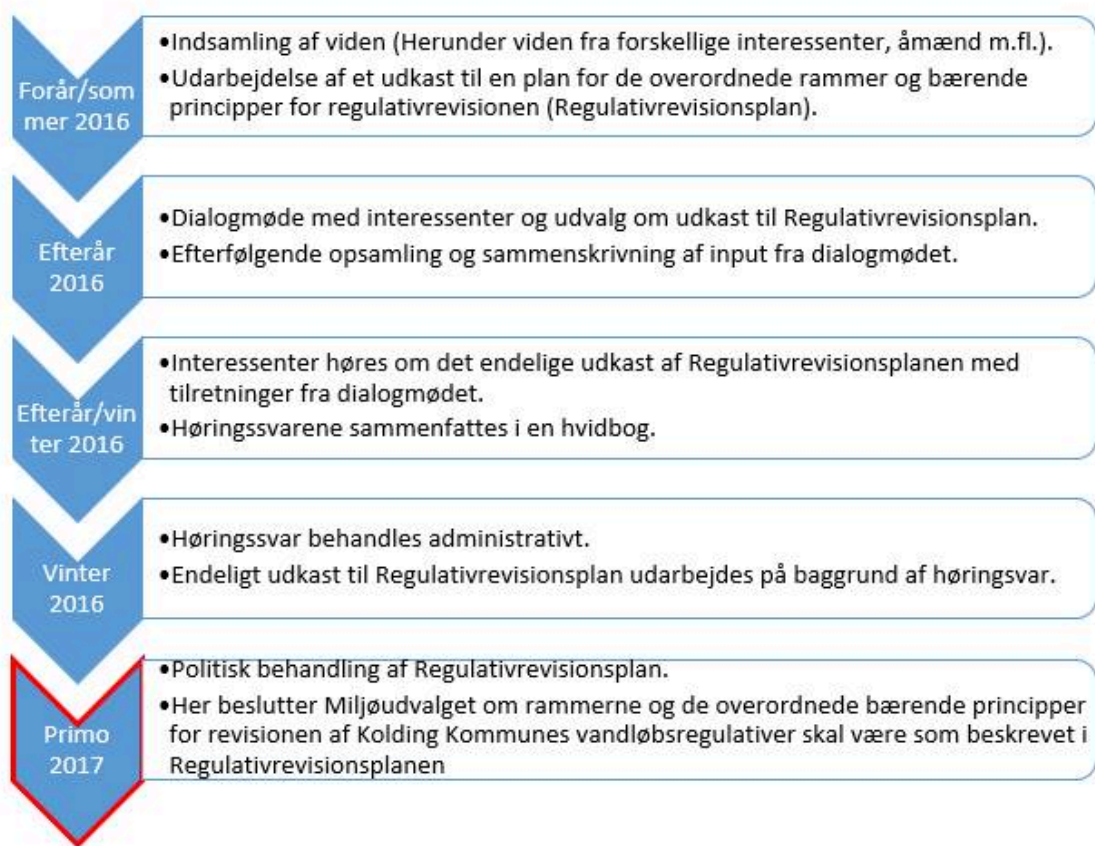 Forår/som
mer 2016
•Indsamling af viden (Herunder viden fra forskellige interessenter, åmænd m.fl.).
•Udarbejdelse af et udkast til en plan for de overordnede rammer og bærende
principper for regulativrevisionen (Regulativrevisionsplan).
Efterår
2016
•Dialogmøde med interessenter og udvalg om udkast til Regulativrevisionsplan.
•Efterfølgende opsamling og sammenskrivning af input fra dialogmødet.
Efterår/vin
ter 2016
•Interessenter høres om det endelige udkast af Regulativrevisionsplanen med
tilretninger fra dialogmødet.
•Høringssvarene sammenfattes i en hvidbog.
Vinter
2016
•Høringssvar behandles administrativt.
•Endeligt udkast til Regulativrevisionsplan udarbejdes på baggrund af høringsvar.
Primo
2017
•Politisk behandling af Regulativrevisionsplan.
•Her beslutter Miljøudvalget om rammerne og de overordnede bærende principper
for revisionen af Kolding Kommunes vandløbsregulativer skal være som beskrevet i
Regulativrevisionsplanen